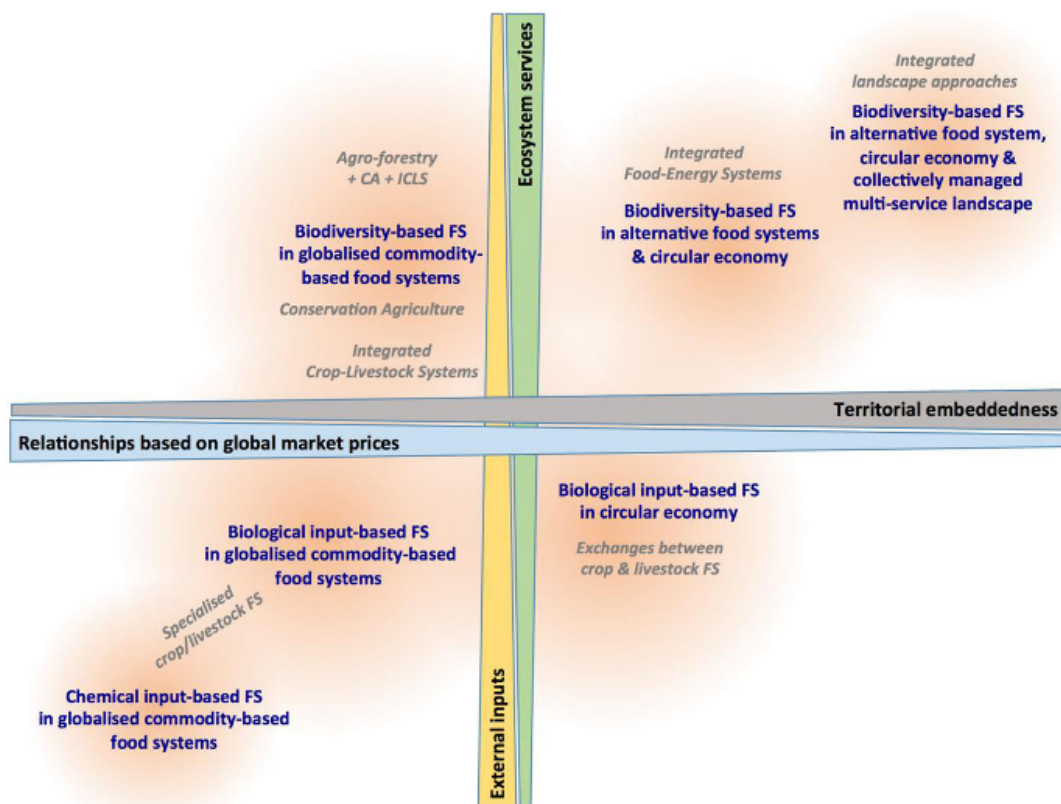 Integrated
landscape approaches
Biodiversity-based FS
in alternative food system,
circular economy &
collectively managed
multi-service landscape
Ecosystem services
Agro-forestry
+ CA + ICLS
Integrated
Food-Energy Systems
Biodiversity-based FS
in alternative food systems
& circular economy
Biodiversity-based FS
in globalised commodity-
based food systems
Conservation Agriculture
Integrated
Crop-Livestock Systems
Territorial embeddedness
Relationships based on global market prices
Biological input-based FS
in circular economy
Exchanges between
crop & livestock FS
Biological input-based FS
in globalised commodity-based
food systems
Specialised
crop/livestock FS
Chemical input-based FS
in globalised commodity-based
food systems
External inputs